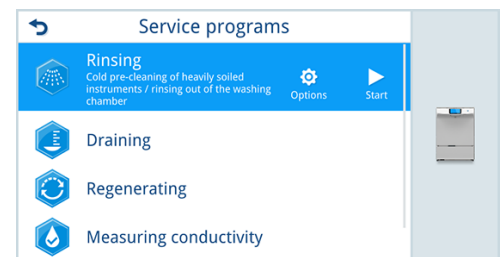 Service programs
Rinsing
Cold pre-cleaning of heavily soiled
instruments / rinsing out of the washing
chamber
Options
Start
Draining
Regenerating
Measuring conductivity